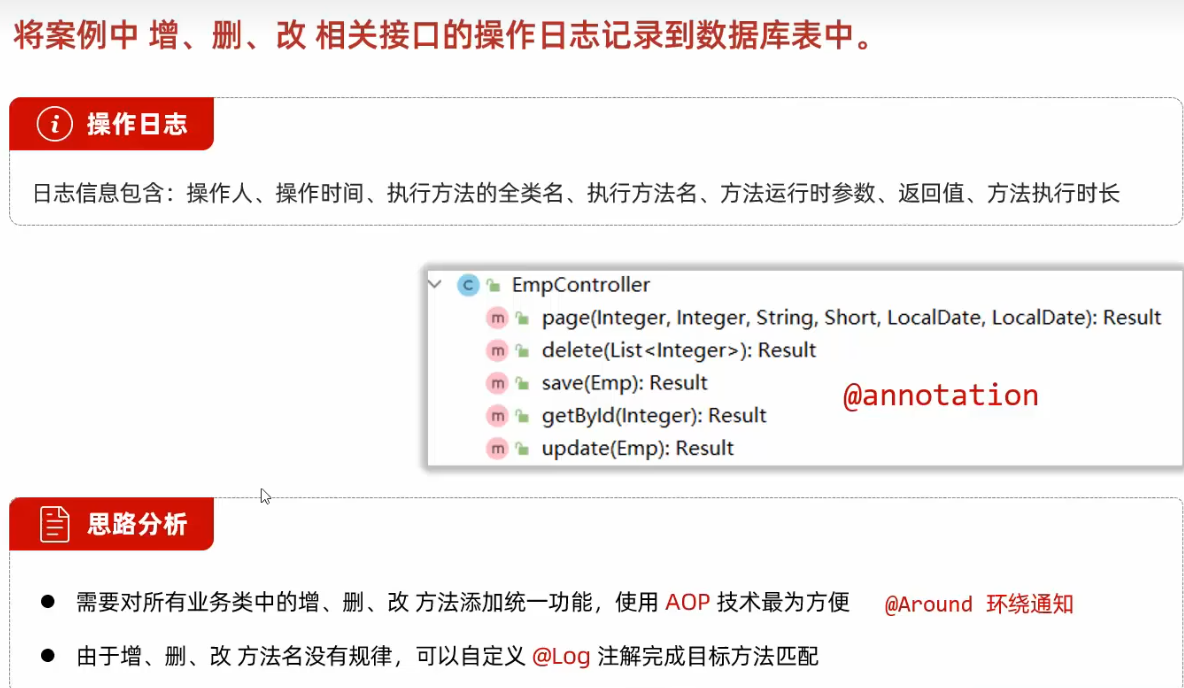 将案例中 增、删、改 相关接口的操作日志记录到数据库表中。
操作日志
日志信息包含：操作人、操作时间、执行方法的全类名、执行方法名、方法运行时参数、返回值、方法执行时长
EmpController
page(Integer, Integer, String, Short, LocalDate, LocalDate): Result
delete(List<Integer>): Result
save(Emp): Result
@annotation
getById(Integer): Result
update(Emp): Result
思路分析
需要对所有业务类中的增、删、改 方法添加统一功能，使用 AOP 技术最为方便 @Around 环绕通知
由于增、删、改 方法名没有规律，可以自定义 @Log 注解完成目标方法匹配